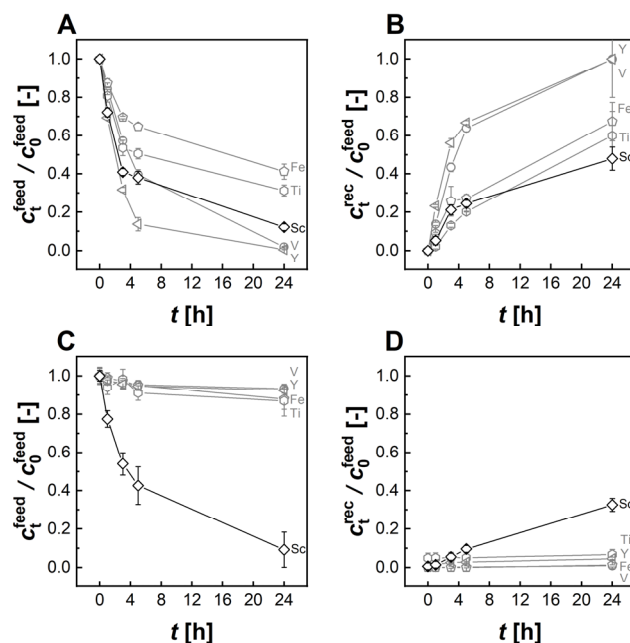 A
c_t^feed / c_0^feed [-]
1.0
0.8
0.6
0.4
0.2
0.0
Fe
Ti
Sc
V
Y
0 4 8 12 16 20 24
t [h]
B
c_t^rec / c_0^feed [-]
1.0
0.8
0.6
0.4
0.2
0.0
Y
V
Fe
Ti
Sc
0 4 8 12 16 20 24
t [h]
C
c_t^feed / c_0^feed [-]
1.0
0.8
0.6
0.4
0.2
0.0
V
Y
Fe
Ti
Sc
0 4 8 12 16 20 24
t [h]
D
c_t^rec / c_0^feed [-]
1.0
0.8
0.6
0.4
0.2
0.0
Sc
Ti
Y
Fe
V
0 4 8 12 16 20 24
t [h]